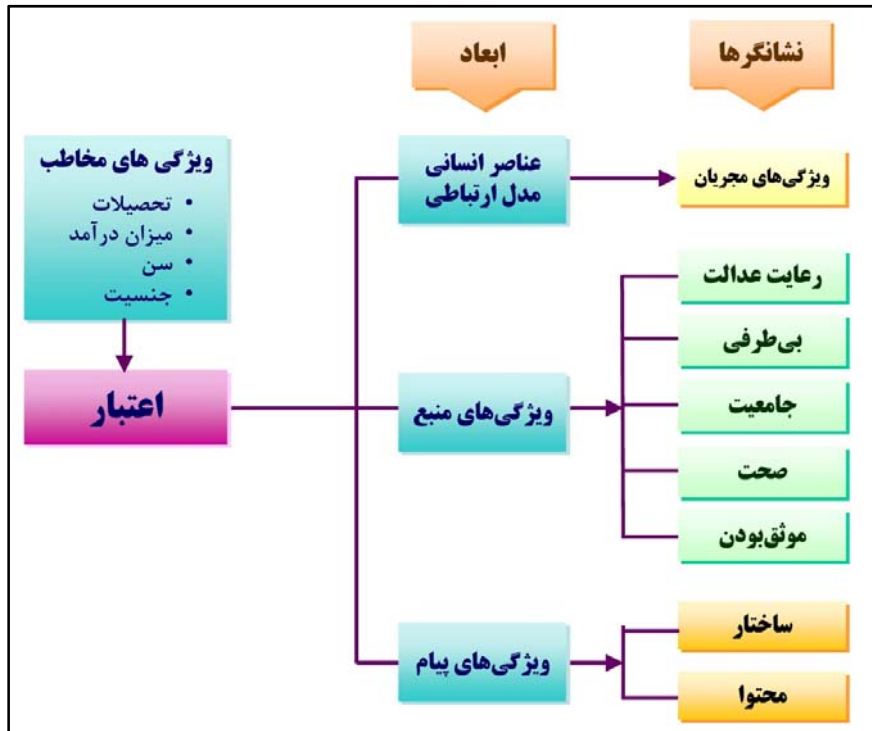 ابعاد
نشانگرها
ویژگی های مخاطب
• تحصیلات
• میزان درآمد
• سن
• جنسیت
اعتبار
عناصر انسانی
مدل ارتباطی
ویژگی‌های مجریان
ویژگی‌های منبع
رعایت عدالت
بی‌طرفی
جامعیت
صحت
موثق‌بودن
ویژگی‌های پیام
ساختار
محتوا